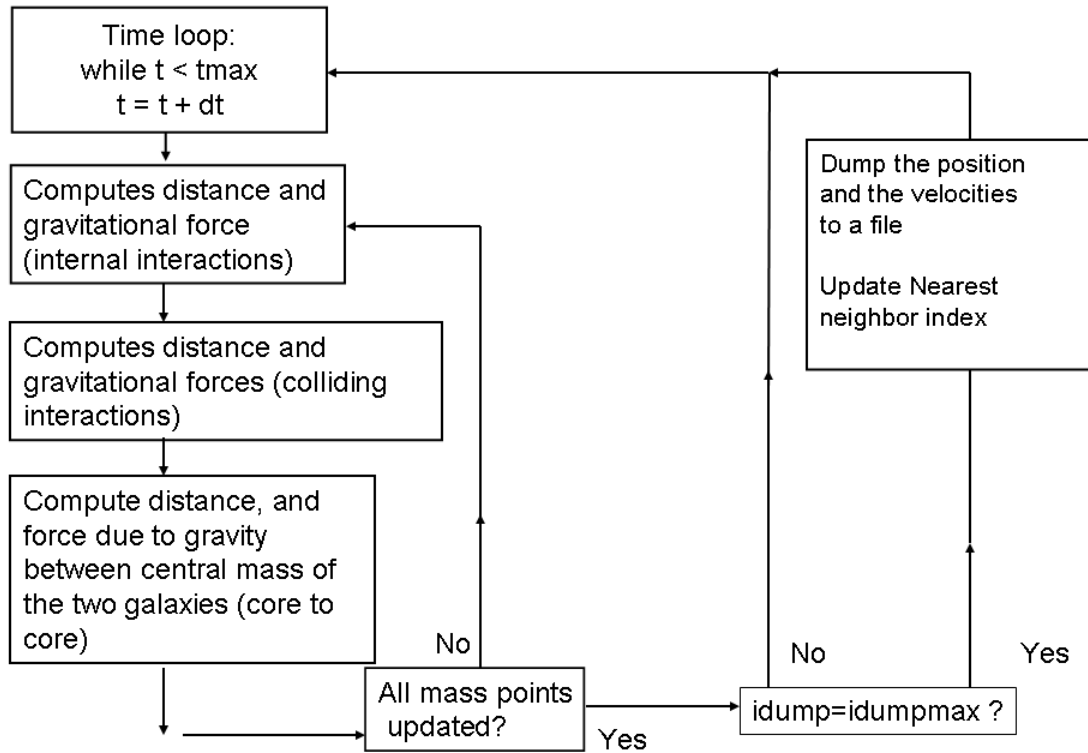 Time loop:
while t < tmax
t = t + dt
Computes distance and
gravitational force
(internal interactions)
Computes distance and
gravitational forces (colliding
interactions)
Compute distance, and
force due to gravity
between central mass of
the two galaxies (core to
core)
No
All mass points
updated?
Yes
idump=idumpmax ?
No
Yes
Dump the position
and the velocities
to a file
Update Nearest
neighbor index